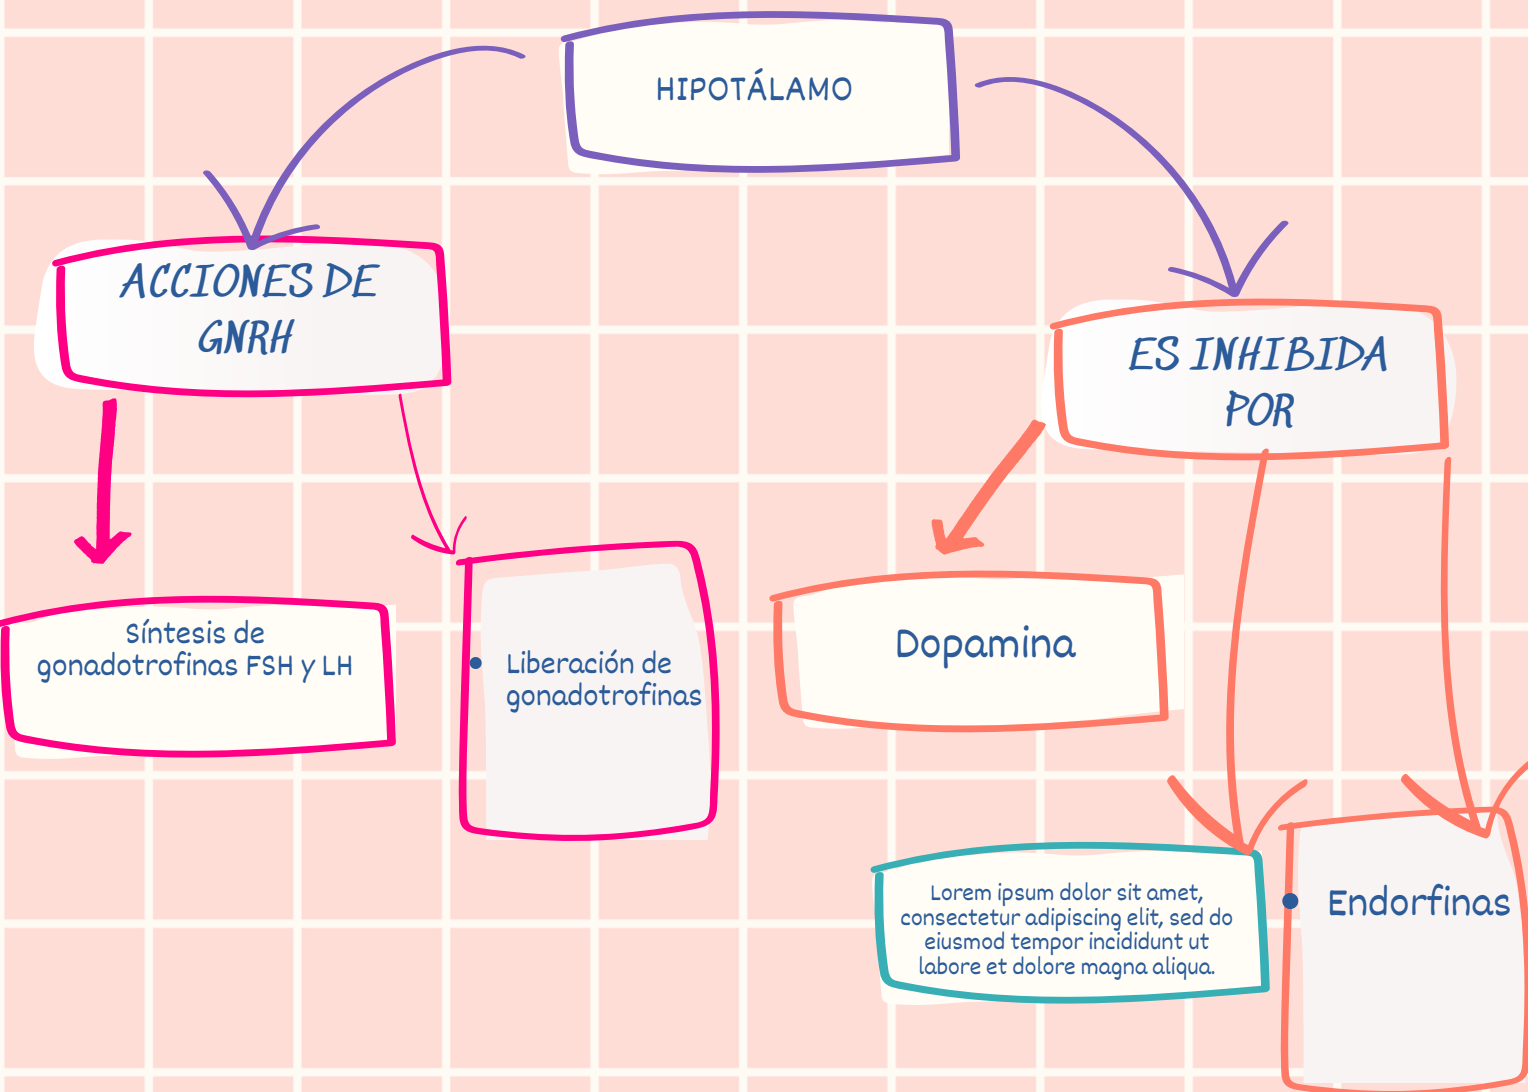 HIPOTÁLAMO
ACCIONES DE
GNRH
ES INHIBIDA
POR
Síntesis de
gonadotrofinas FSH y LH
• Liberación de
gonadotrofinas
Dopamina
Lorem ipsum dolor sit amet,
consectetur adipiscing elit, sed do
eiusmod tempor incididunt ut
labore et dolore magna aliqua.
• Endorfinas